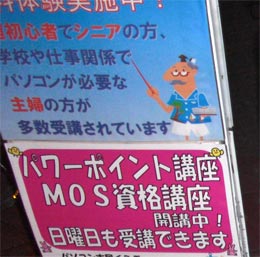 体験実施中!
超初心者でシニアの方、
学校や仕事関係で
パソコンが必要な
主婦の方が
多数受講されています
パワーポイント講座
MOS資格講座
開講中!
日曜日も受講できます